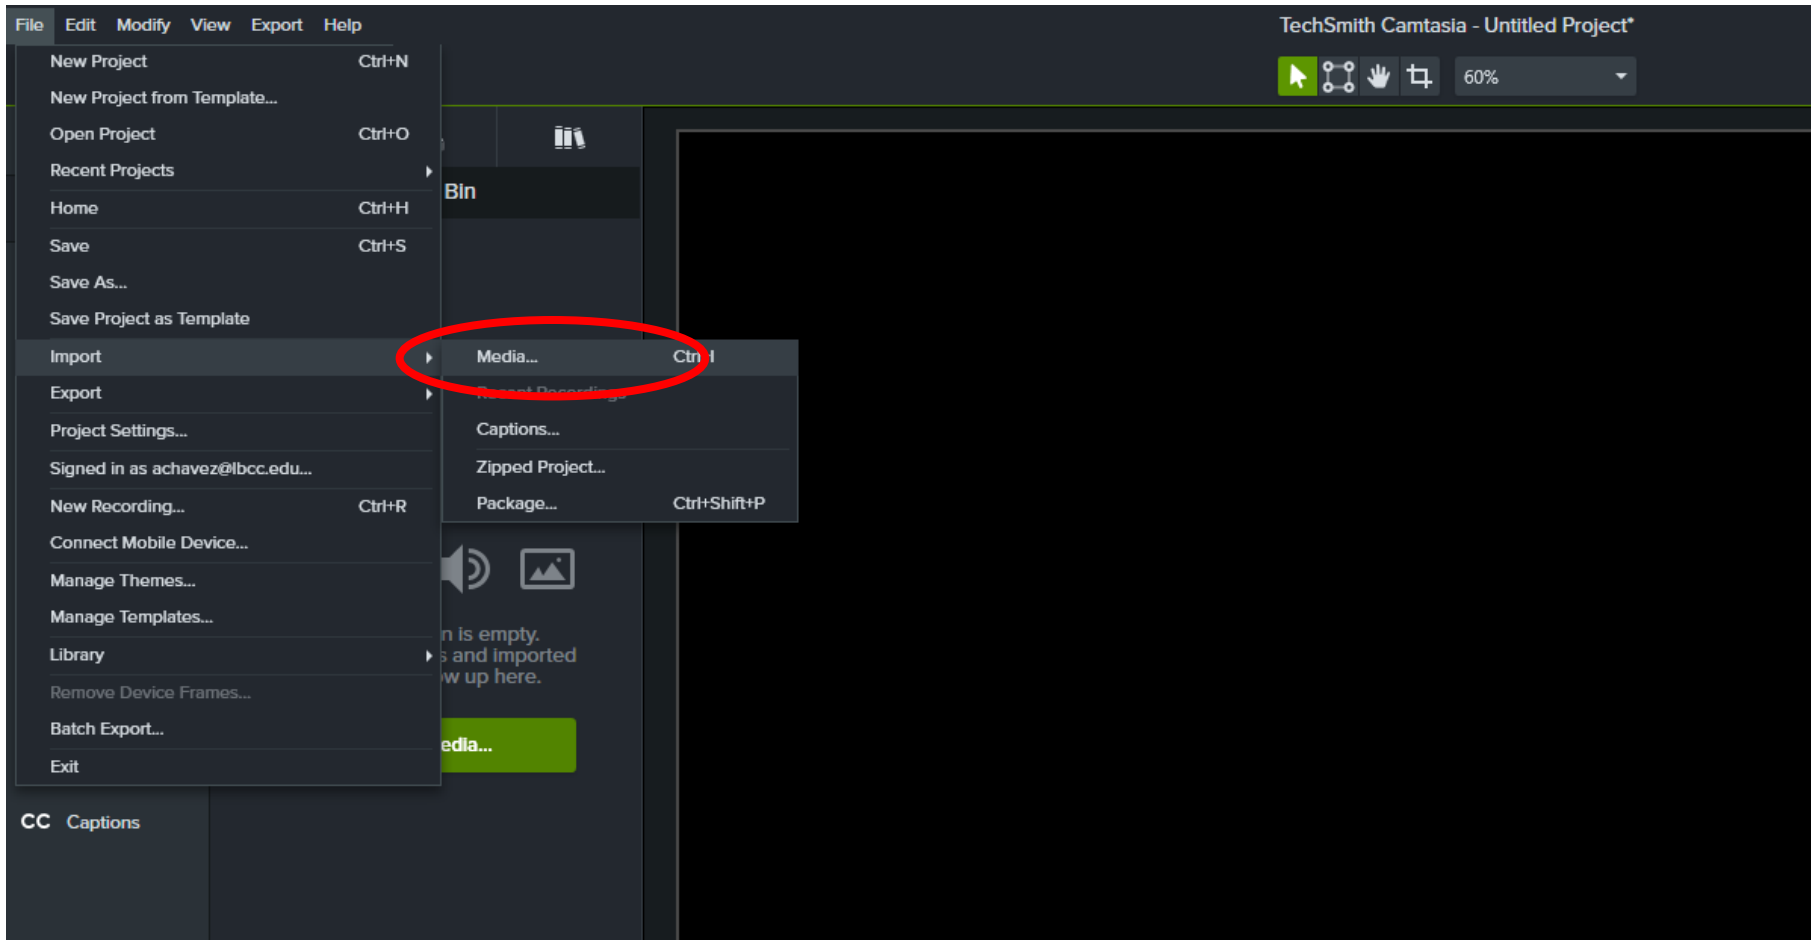 File Edit Modify View Export Help
TechSmith Camtasia - Untitled Project*
60%
New Project Ctrl+N
New Project from Template...
Open Project Ctrl+O
Recent Projects
Home Ctrl+H
Save Ctrl+S
Save As...
Save Project as Template
Import
Export
Project Settings...
Signed in as achavez@lbcc.edu...
New Recording... Ctrl+R
Connect Mobile Device...
Manage Themes...
Manage Templates...
Library
Remove Device Frames...
Batch Export...
Exit
Bin
Media...
Recent Recordings
Captions...
Zipped Project...
Package... Ctrl+Shift+P
n is empty.
s and imported
w up here.
edia...
CC Captions